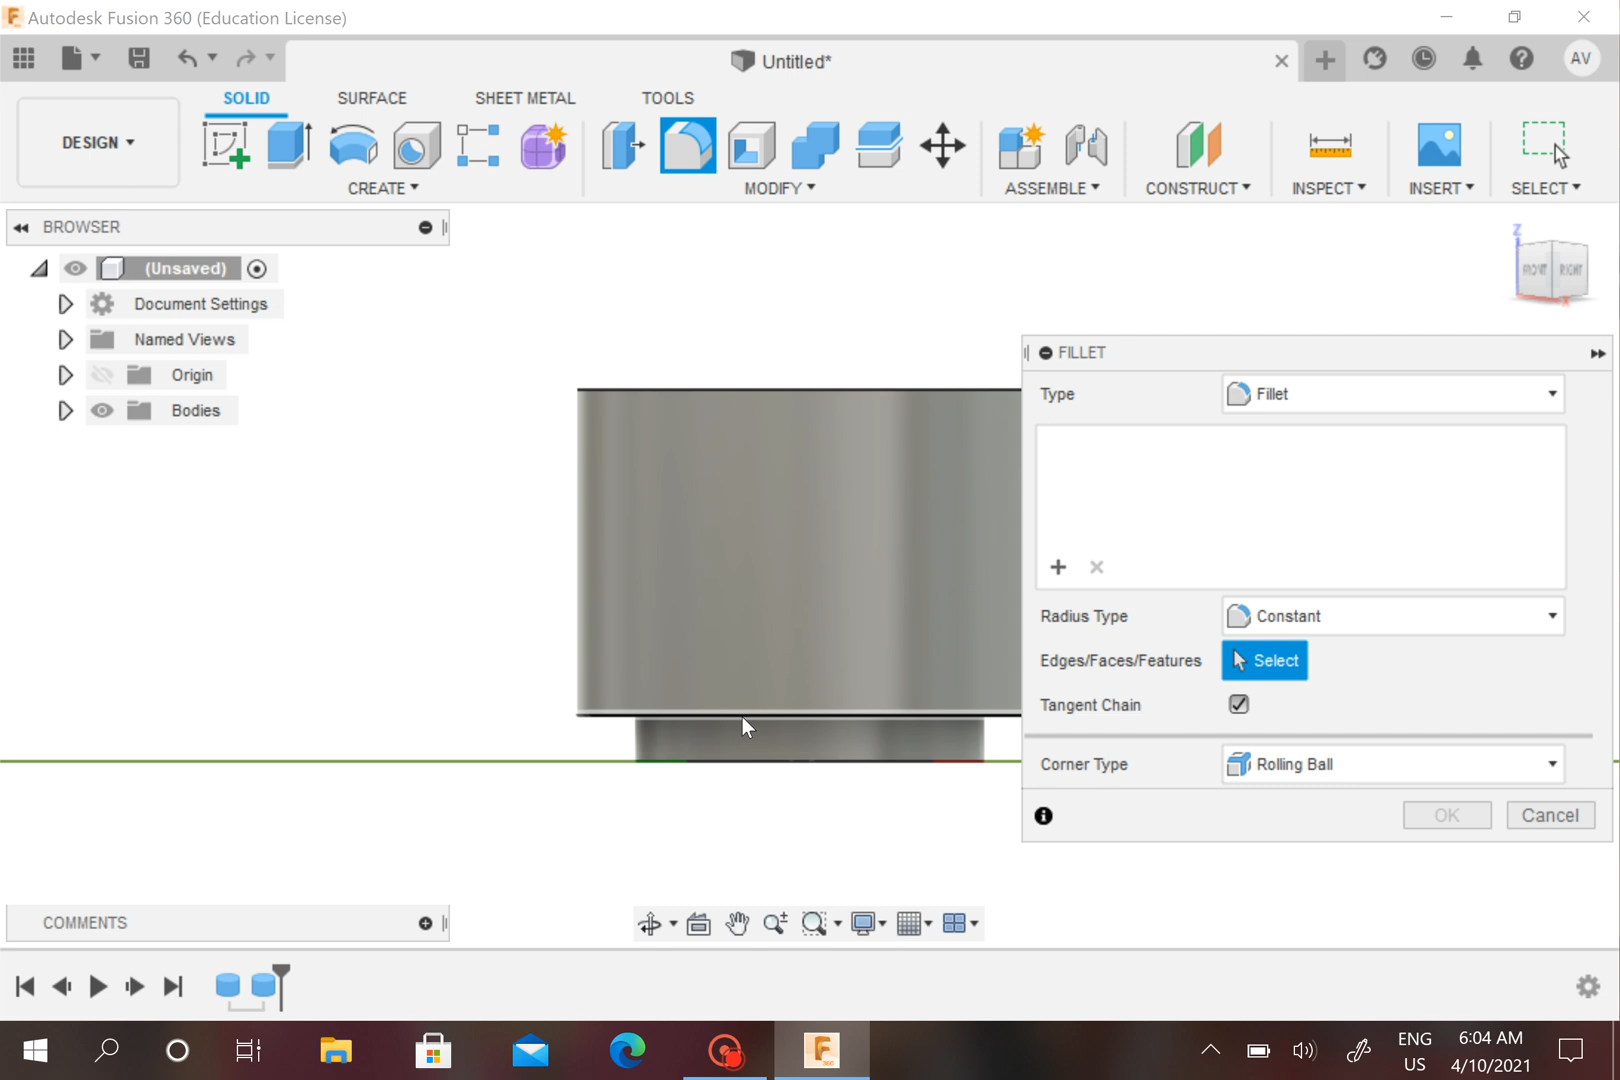 Autodesk Fusion 360 (Education License)
Untitled*
AV
SOLID
SURFACE
SHEET METAL
TOOLS
DESIGN
CREATE
MODIFY
ASSEMBLE
CONSTRUCT
INSPECT
INSERT
SELECT
BROWSER
(Unsaved)
Document Settings
Named Views
Origin
Bodies
Z
FRONT
RIGHT
X
FILLET
Type
Fillet
Radius Type
Constant
Edges/Faces/Features
Select
Tangent Chain
Corner Type
Rolling Ball
OK
Cancel
COMMENTS
ENG
US
6:04 AM
4/10/2021